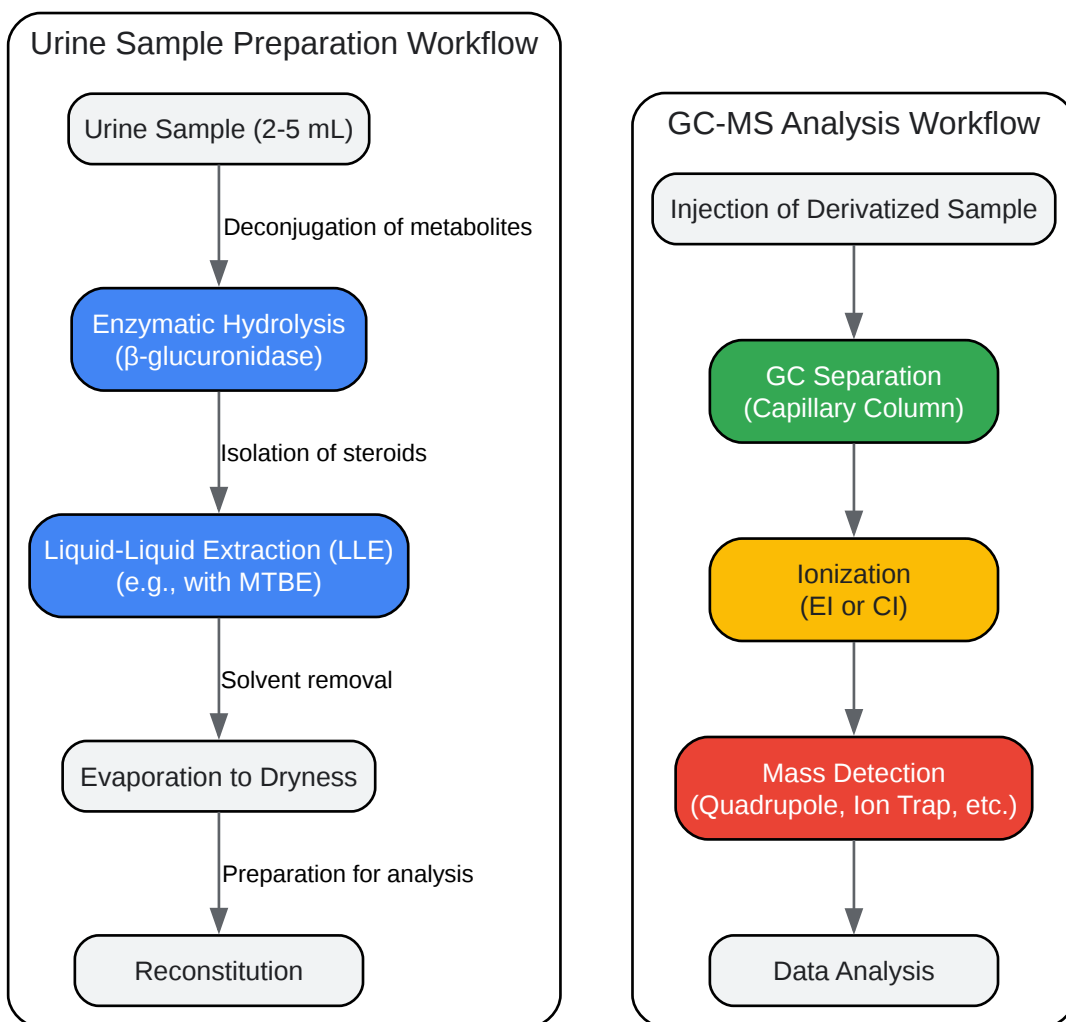 Urine Sample Preparation Workflow
Urine Sample (2-5 mL)
Deconjugation of metabolites
Enzymatic Hydrolysis
(β-glucuronidase)
Isolation of steroids
Liquid-Liquid Extraction (LLE)
(e.g., with MTBE)
Solvent removal
Evaporation to Dryness
Preparation for analysis
Reconstitution
GC-MS Analysis Workflow
Injection of Derivatized Sample
GC Separation
(Capillary Column)
Ionization
(EI or CI)
Mass Detection
(Quadrupole, Ion Trap, etc.)
Data Analysis